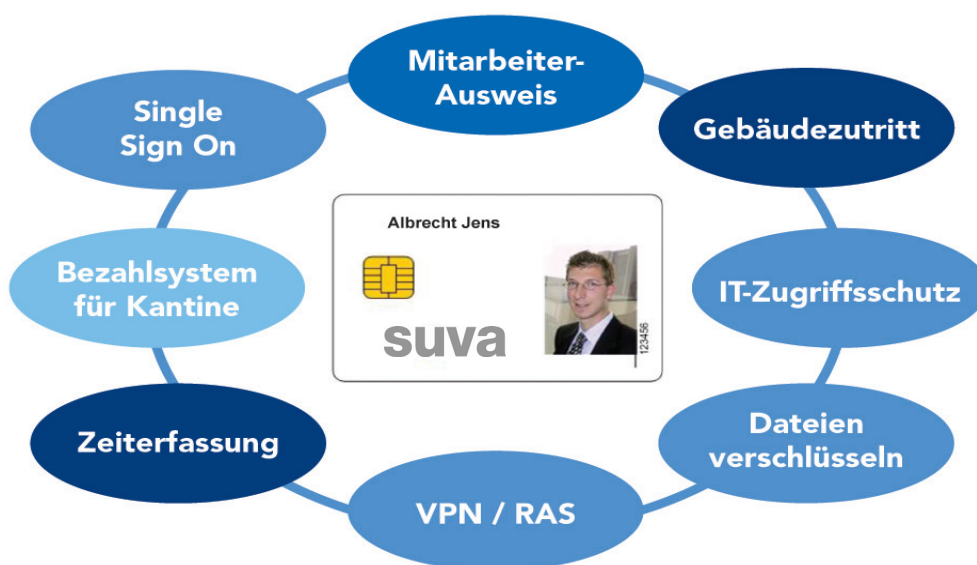 Mitarbeiter-
Ausweis
Single
Sign On
Gebäudezutritt
Albrecht Jens
Bezahlsystem
für Kantine
IT-Zugriffsschutz
suva
123456
Zeiterfassung
Dateien
verschlüsseln
VPN / RAS